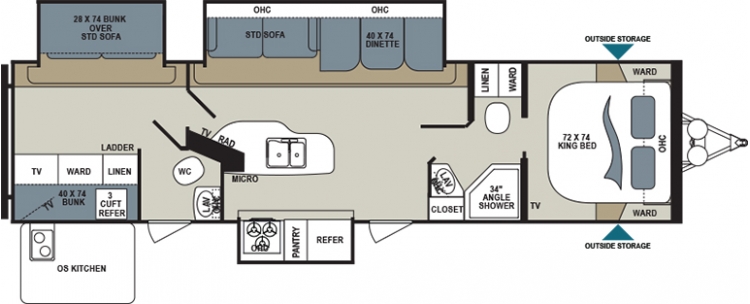 28 X 74 BUNK
OVER
STD SOFA
OHC
STD SOFA
40 X 74
DINETTE
OUTSIDE STORAGE
LINEN
WARD
WARD
LADDER
TV
RAD
TV
WARD
LINEN
WC
MICRO
72 X 74
KING BED
OHC
TV
40 X 74
BUNK
3
CUFT
REFER
LAV
LAV
34"
ANGLE
SHOWER
CLOSET
TV
WARD
OHC
PANTRY
REFER
OUTSIDE STORAGE
OS KITCHEN